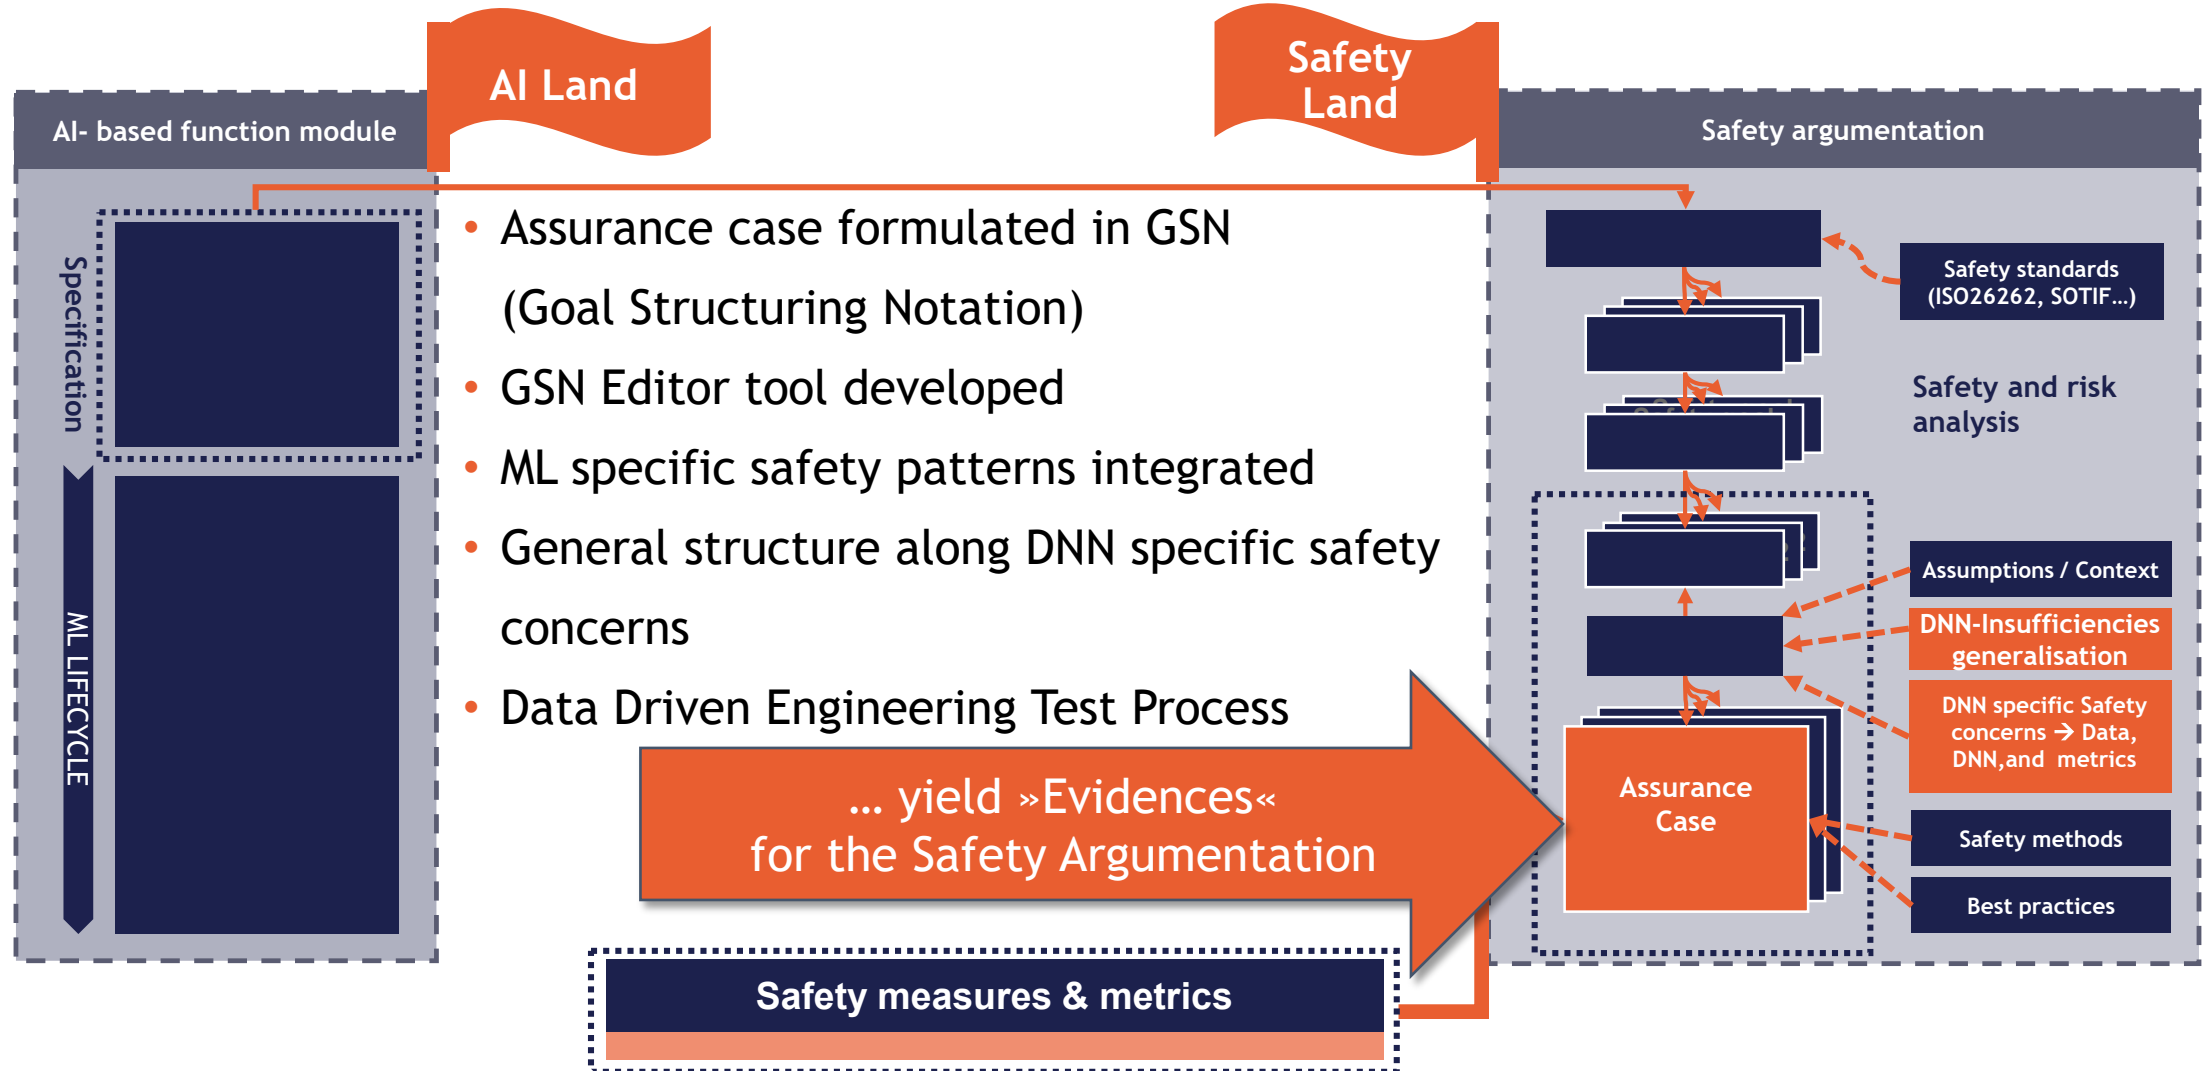 AI Land
Safety
Land
AI- based function module
Safety argumentation
Specification
ML LIFECYCLE
• Assurance case formulated in GSN
(Goal Structuring Notation)
• GSN Editor tool developed
• ML specific safety patterns integrated
• General structure along DNN specific safety
concerns
• Data Driven Engineering Test Process
... yield »Evidences«
for the Safety Argumentation
Safety measures & metrics
Safety standards
(ISO26262, SOTIF...)
Safety and risk
analysis
Assumptions / Context
DNN-Insufficiencies
generalisation
DNN specific Safety
concerns → Data,
DNN,and metrics
Assurance
Case
Safety methods
Best practices